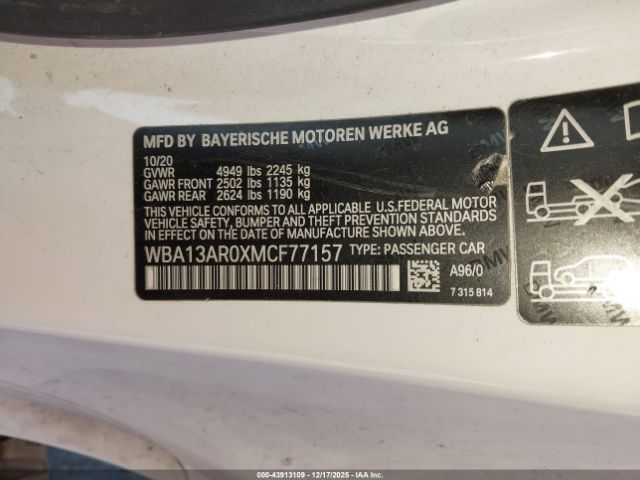 MFD BY BAYERISCHE MOTOREN WERKE AG
10/20
GVWR 4949 lbs 2245 kg
GAWR FRONT 2502 lbs 1135 kg
GAWR REAR 2624 lbs 1190 kg
THIS VEHICLE CONFORMS TO ALL APPLICABLE U.S.FEDERAL MOTOR
VEHICLE SAFETY, BUMPER AND THEFT PREVENTION STANDARDS
IN EFFECT ON THE DATE OF MANUFACTURE SHOWN ABOVE.
WBA13AR0XMCF77157 TYPE: PASSENGER CAR
A96/0
7 315 814
000-43913109 | 12/17/2025 - IAAI.com